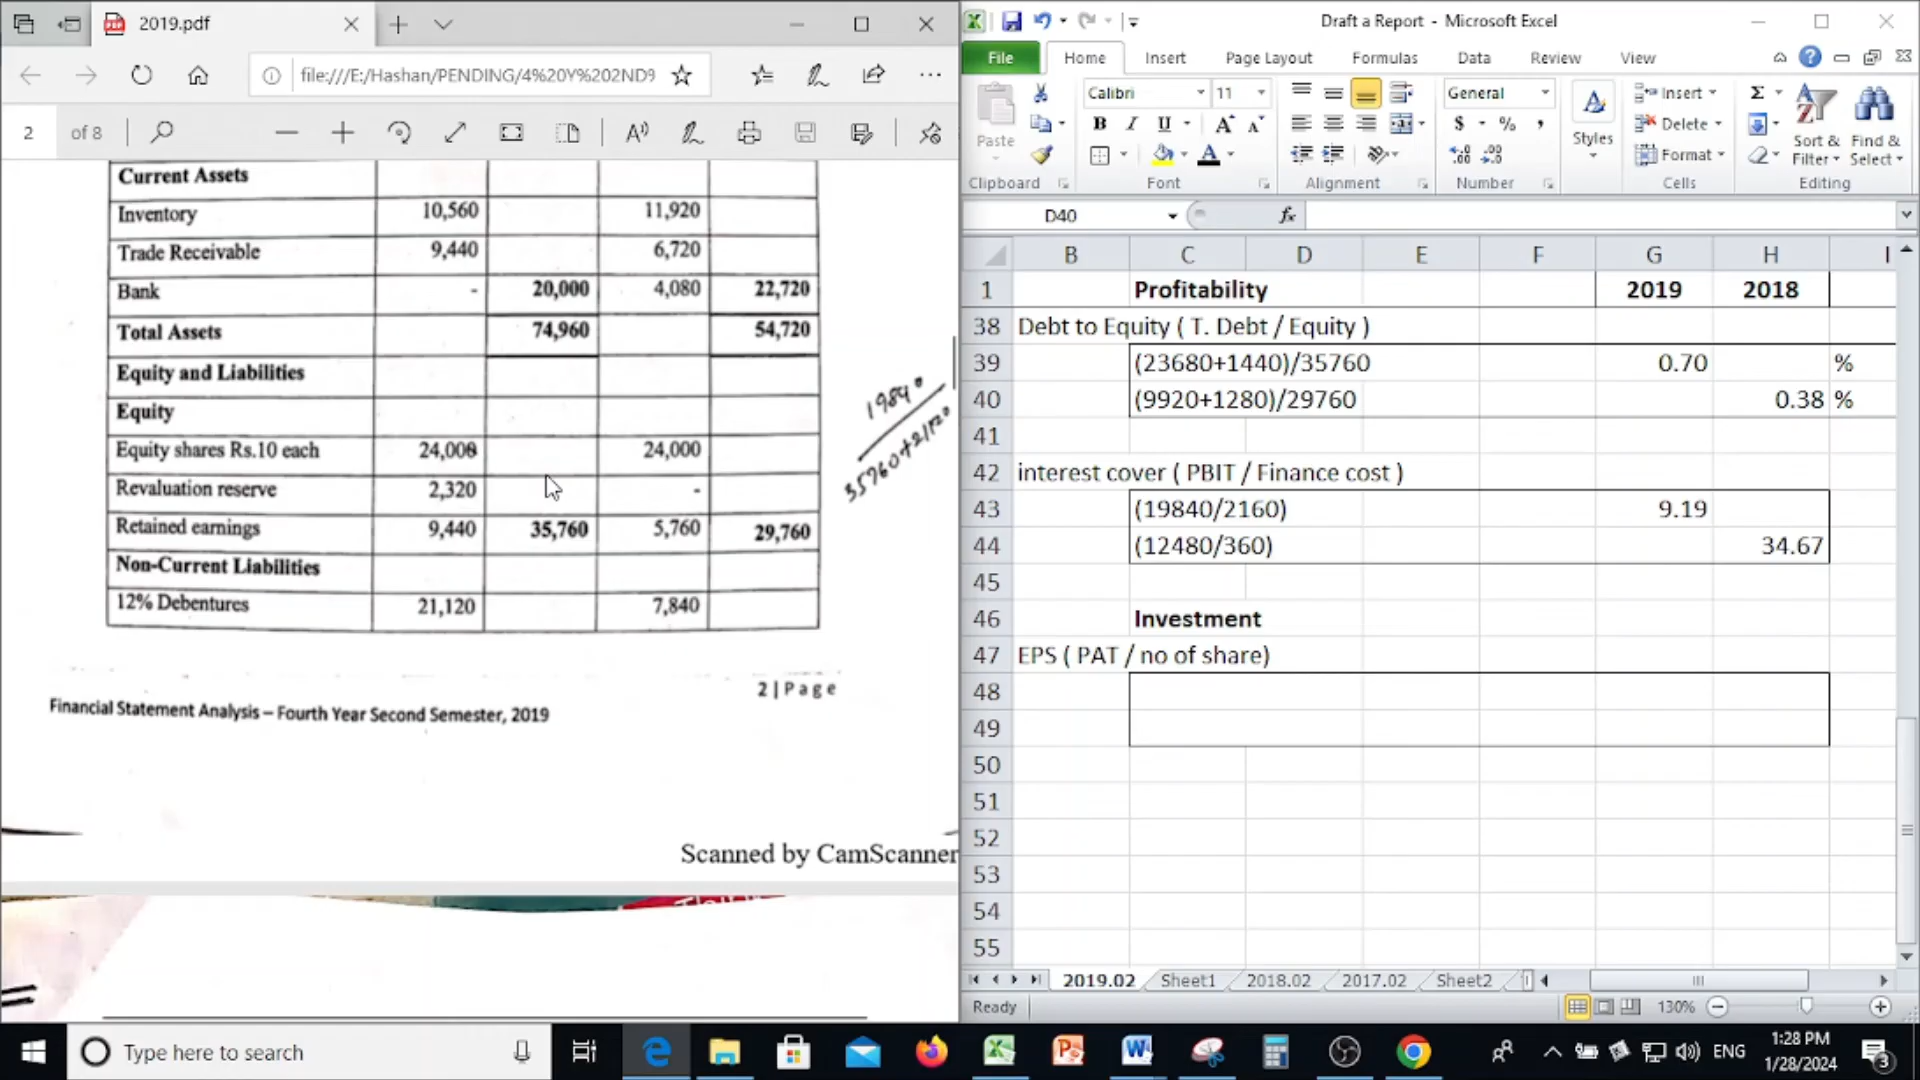 2019.pdf
file:///E:/Hashan/PENDING/4%20Y%202ND9
2 of 8
Current Assets
Inventory 10,560 11,920
Trade Receivable 9,440 6,720
Bank - 20,000 4,080 22,720
Total Assets 74,960 54,720
Equity and Liabilities
Equity
Equity shares Rs.10 each 24,000 24,000
Revaluation reserve 2,320 -
Retained earnings 9,440 35,760 5,760 29,760
Non-Current Liabilities
12% Debentures 21,120 7,840
19840
35760+21120
2 | Page
Financial Statement Analysis – Fourth Year Second Semester, 2019
Scanned by CamScanner
Draft a Report - Microsoft Excel
File Home Insert Page Layout Formulas Data Review View
Paste
Calibri 11
B I U A A
General
$ % ,
Styles
Insert
Delete
Format
Σ
Sort & Filter
Find & Select
Clipboard Font Alignment Number Cells Editing
D40 fx
B C D E F G H I
1 Profitability 2019 2018
38 Debt to Equity ( T. Debt / Equity )
39 (23680+1440)/35760 0.70 %
40 (9920+1280)/29760 0.38 %
41
42 interest cover ( PBIT / Finance cost )
43 (19840/2160) 9.19
44 (12480/360) 34.67
45
46 Investment
47 EPS ( PAT / no of share)
48
49
50
51
52
53
54
55
2019.02 Sheet1 2018.02 2017.02 Sheet2
Ready 130%
Type here to search
ENG
1:28 PM
1/28/2024
3